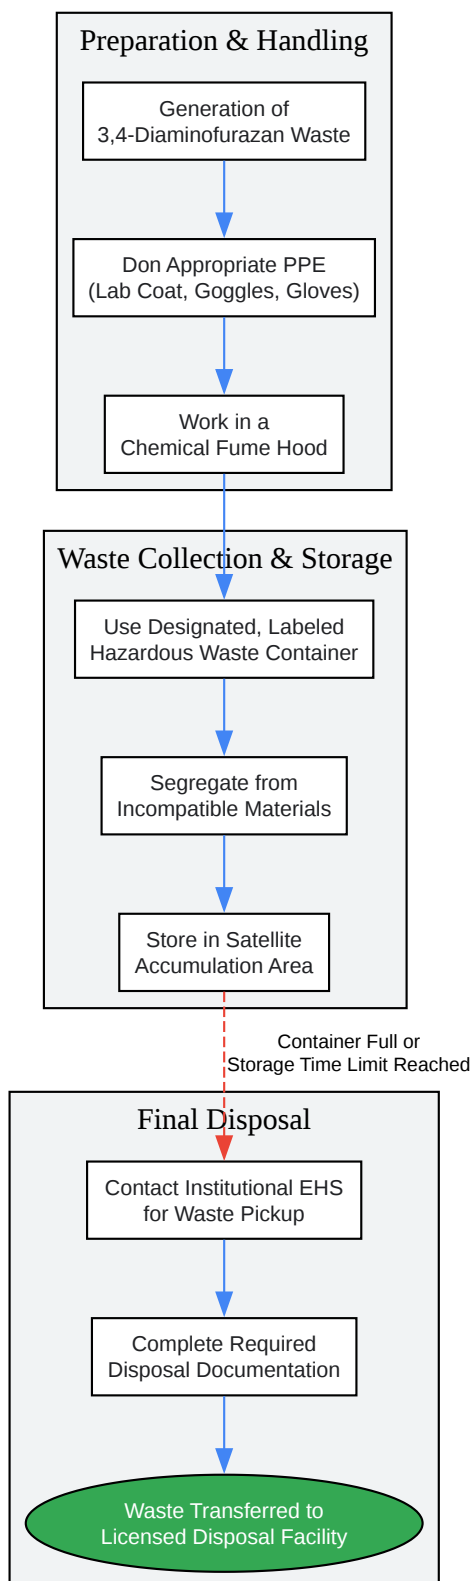 Preparation & Handling
Generation of
3,4-Diaminofurazan Waste
Don Appropriate PPE
(Lab Coat, Goggles, Gloves)
Work in a
Chemical Fume Hood
Waste Collection & Storage
Use Designated, Labeled
Hazardous Waste Container
Segregate from
Incompatible Materials
Store in Satellite
Accumulation Area
Container Full or
Storage Time Limit Reached
Final Disposal
Contact Institutional EHS
for Waste Pickup
Complete Required
Disposal Documentation
Waste Transferred to
Licensed Disposal Facility